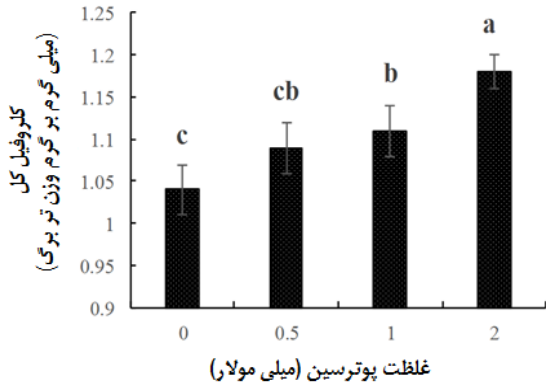 کلروفیل کل
(میلی گرم بر گرم وزن تر برگ)
1.25
1.2
1.15
1.1
1.05
1
0.95
0.9
c
cb
b
a
0 0.5 1 2
غلظت پوترسین (میلی مولار)